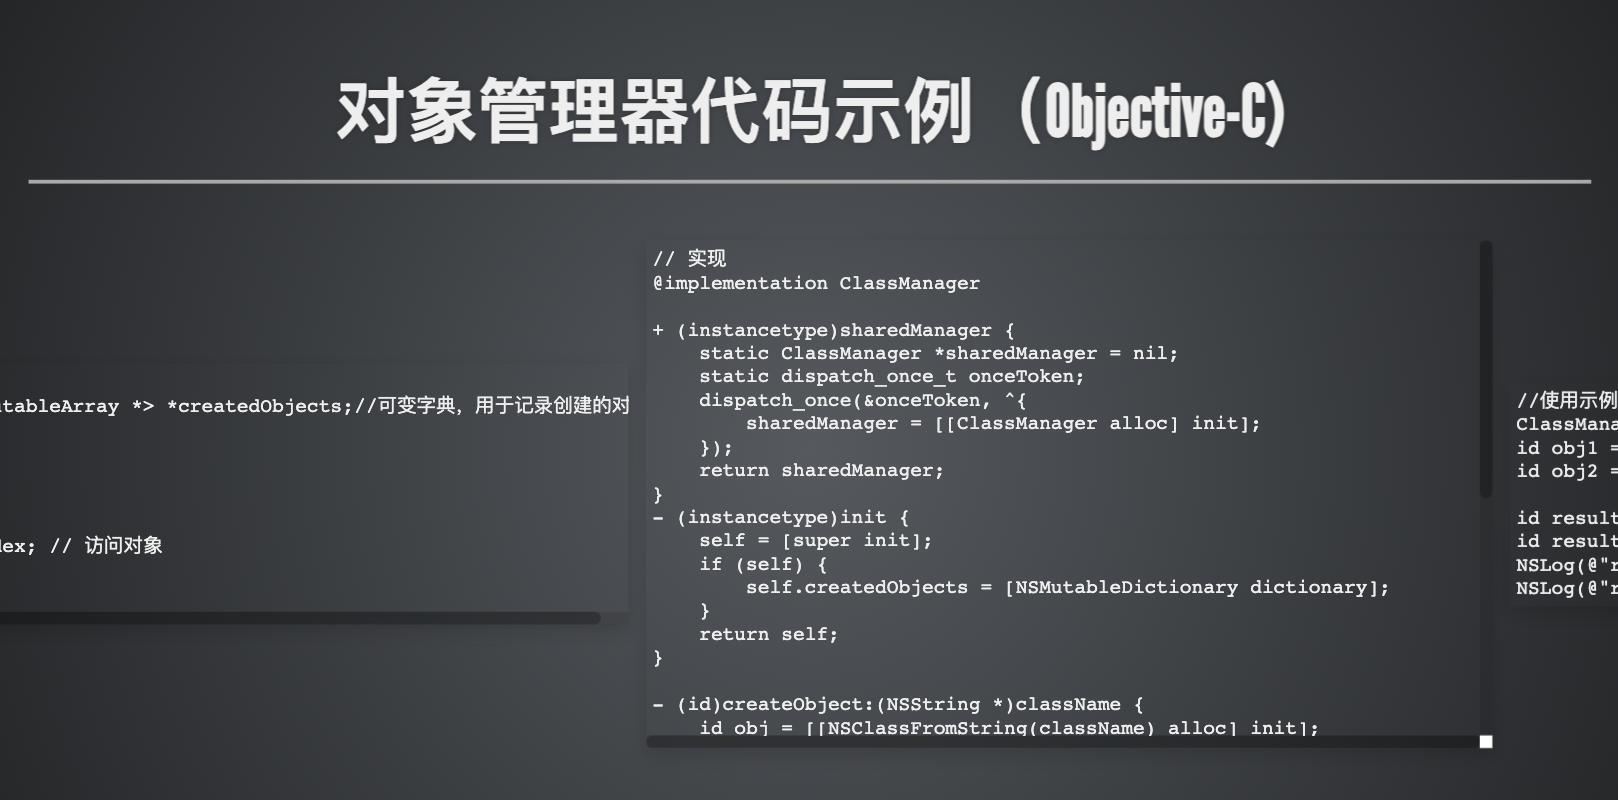 对象管理器代码示例（Objective-C)
*> *createdObjects;//可变字典，用于记录创建的对
// 访问对象
// 实现
@implementation ClassManager
+ (instancetype)sharedManager {
static ClassManager *sharedManager = nil;
static dispatch_once_t onceToken;
dispatch_once(&onceToken, ^{
sharedManager = [[ClassManager alloc] init];
});
return sharedManager;
}
- (instancetype)init {
self = [super init];
if (self) {
self.createdObjects = [NSMutableDictionary dictionary];
}
return self;
}
- (id)createObject:(NSString *)className {
id obj = [[NSClassFromString(className) alloc] init];
//使用示例
ClassMana
id obj1 =
id obj2 =
id result
id result
NSLog(@"r
NSLog(@"r